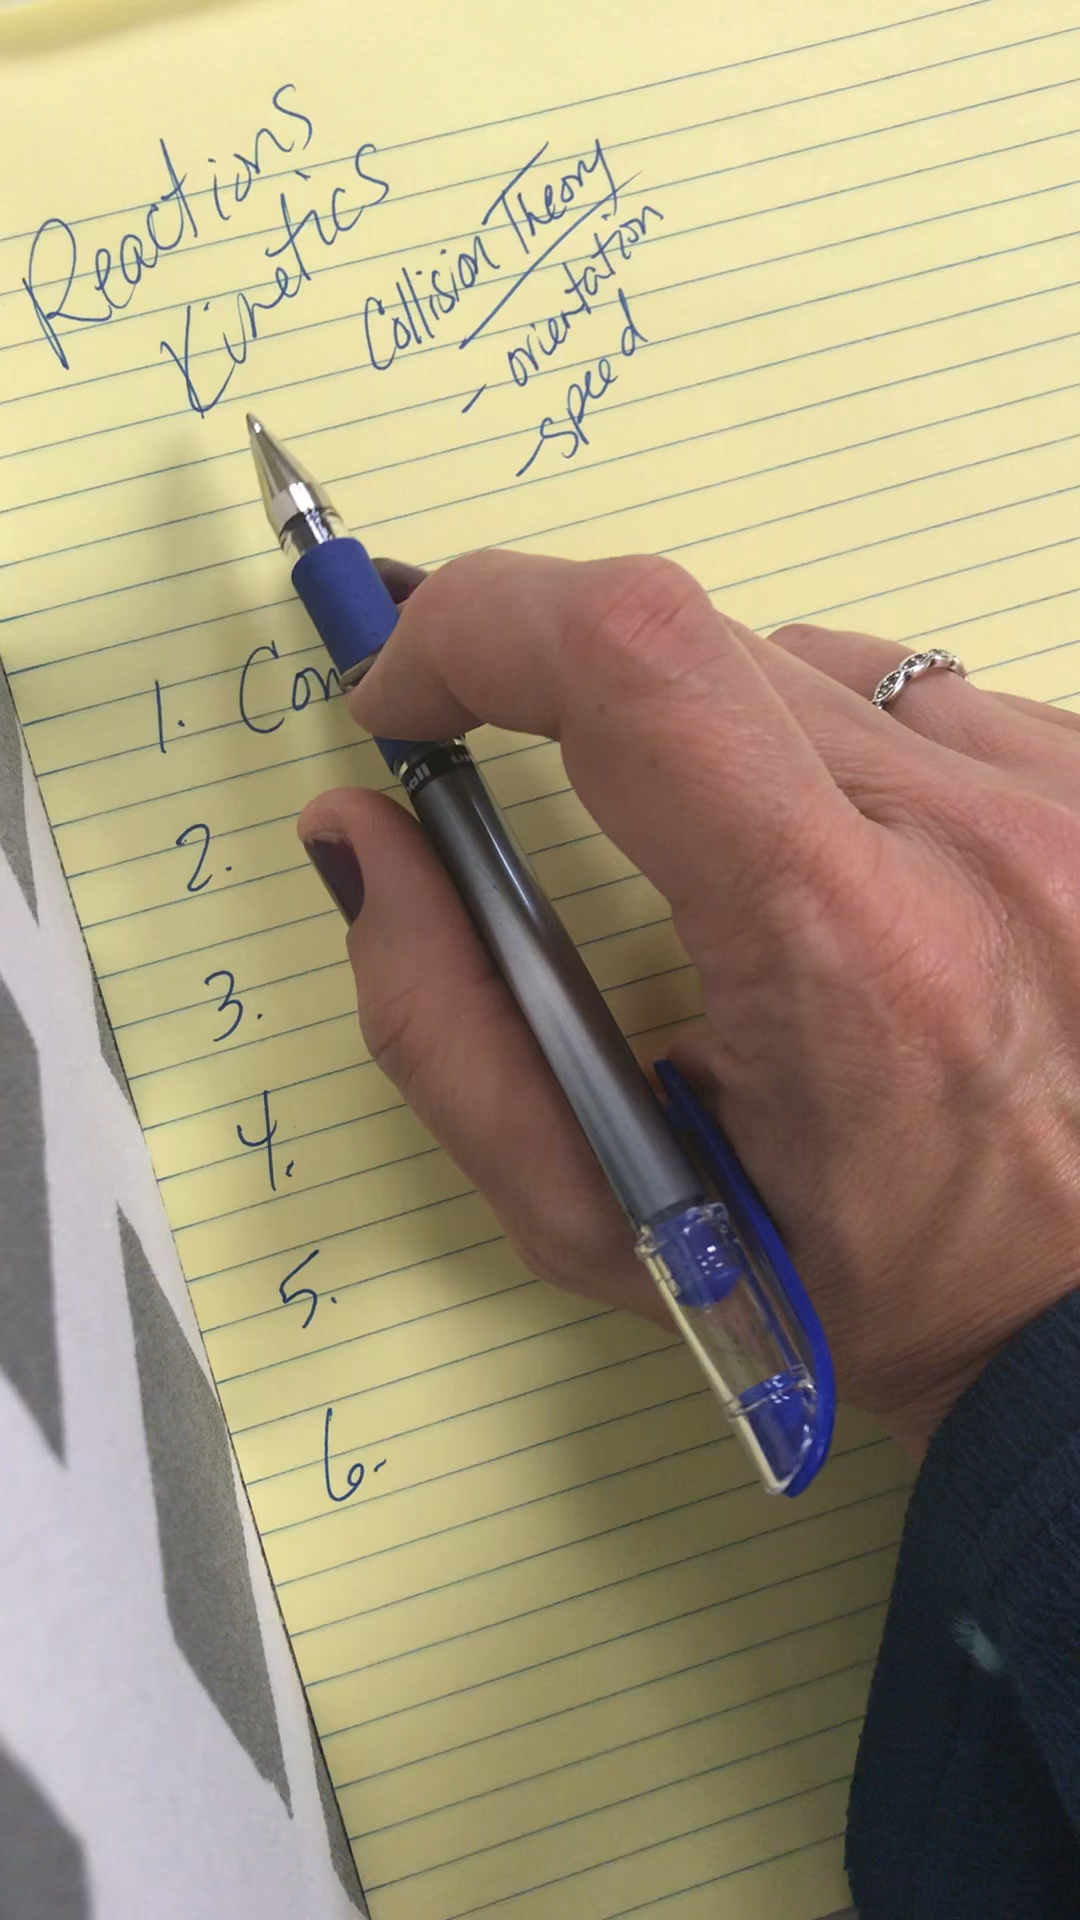 Reactions
Kinetics
Collision Theory
- orientation
- speed
1. Con
2.
3.
4.
5.
6.